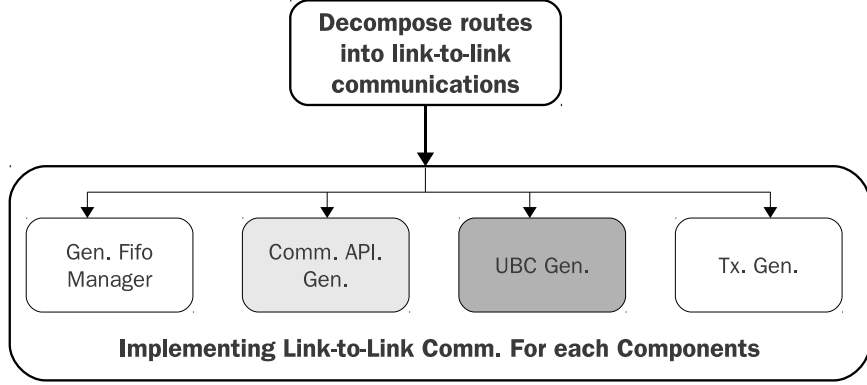 Decompose routes
into link-to-link
communications
Gen. Fifo
Manager
Comm. API.
Gen.
UBC Gen.
Tx. Gen.
Implementing Link-to-Link Comm. For each Components